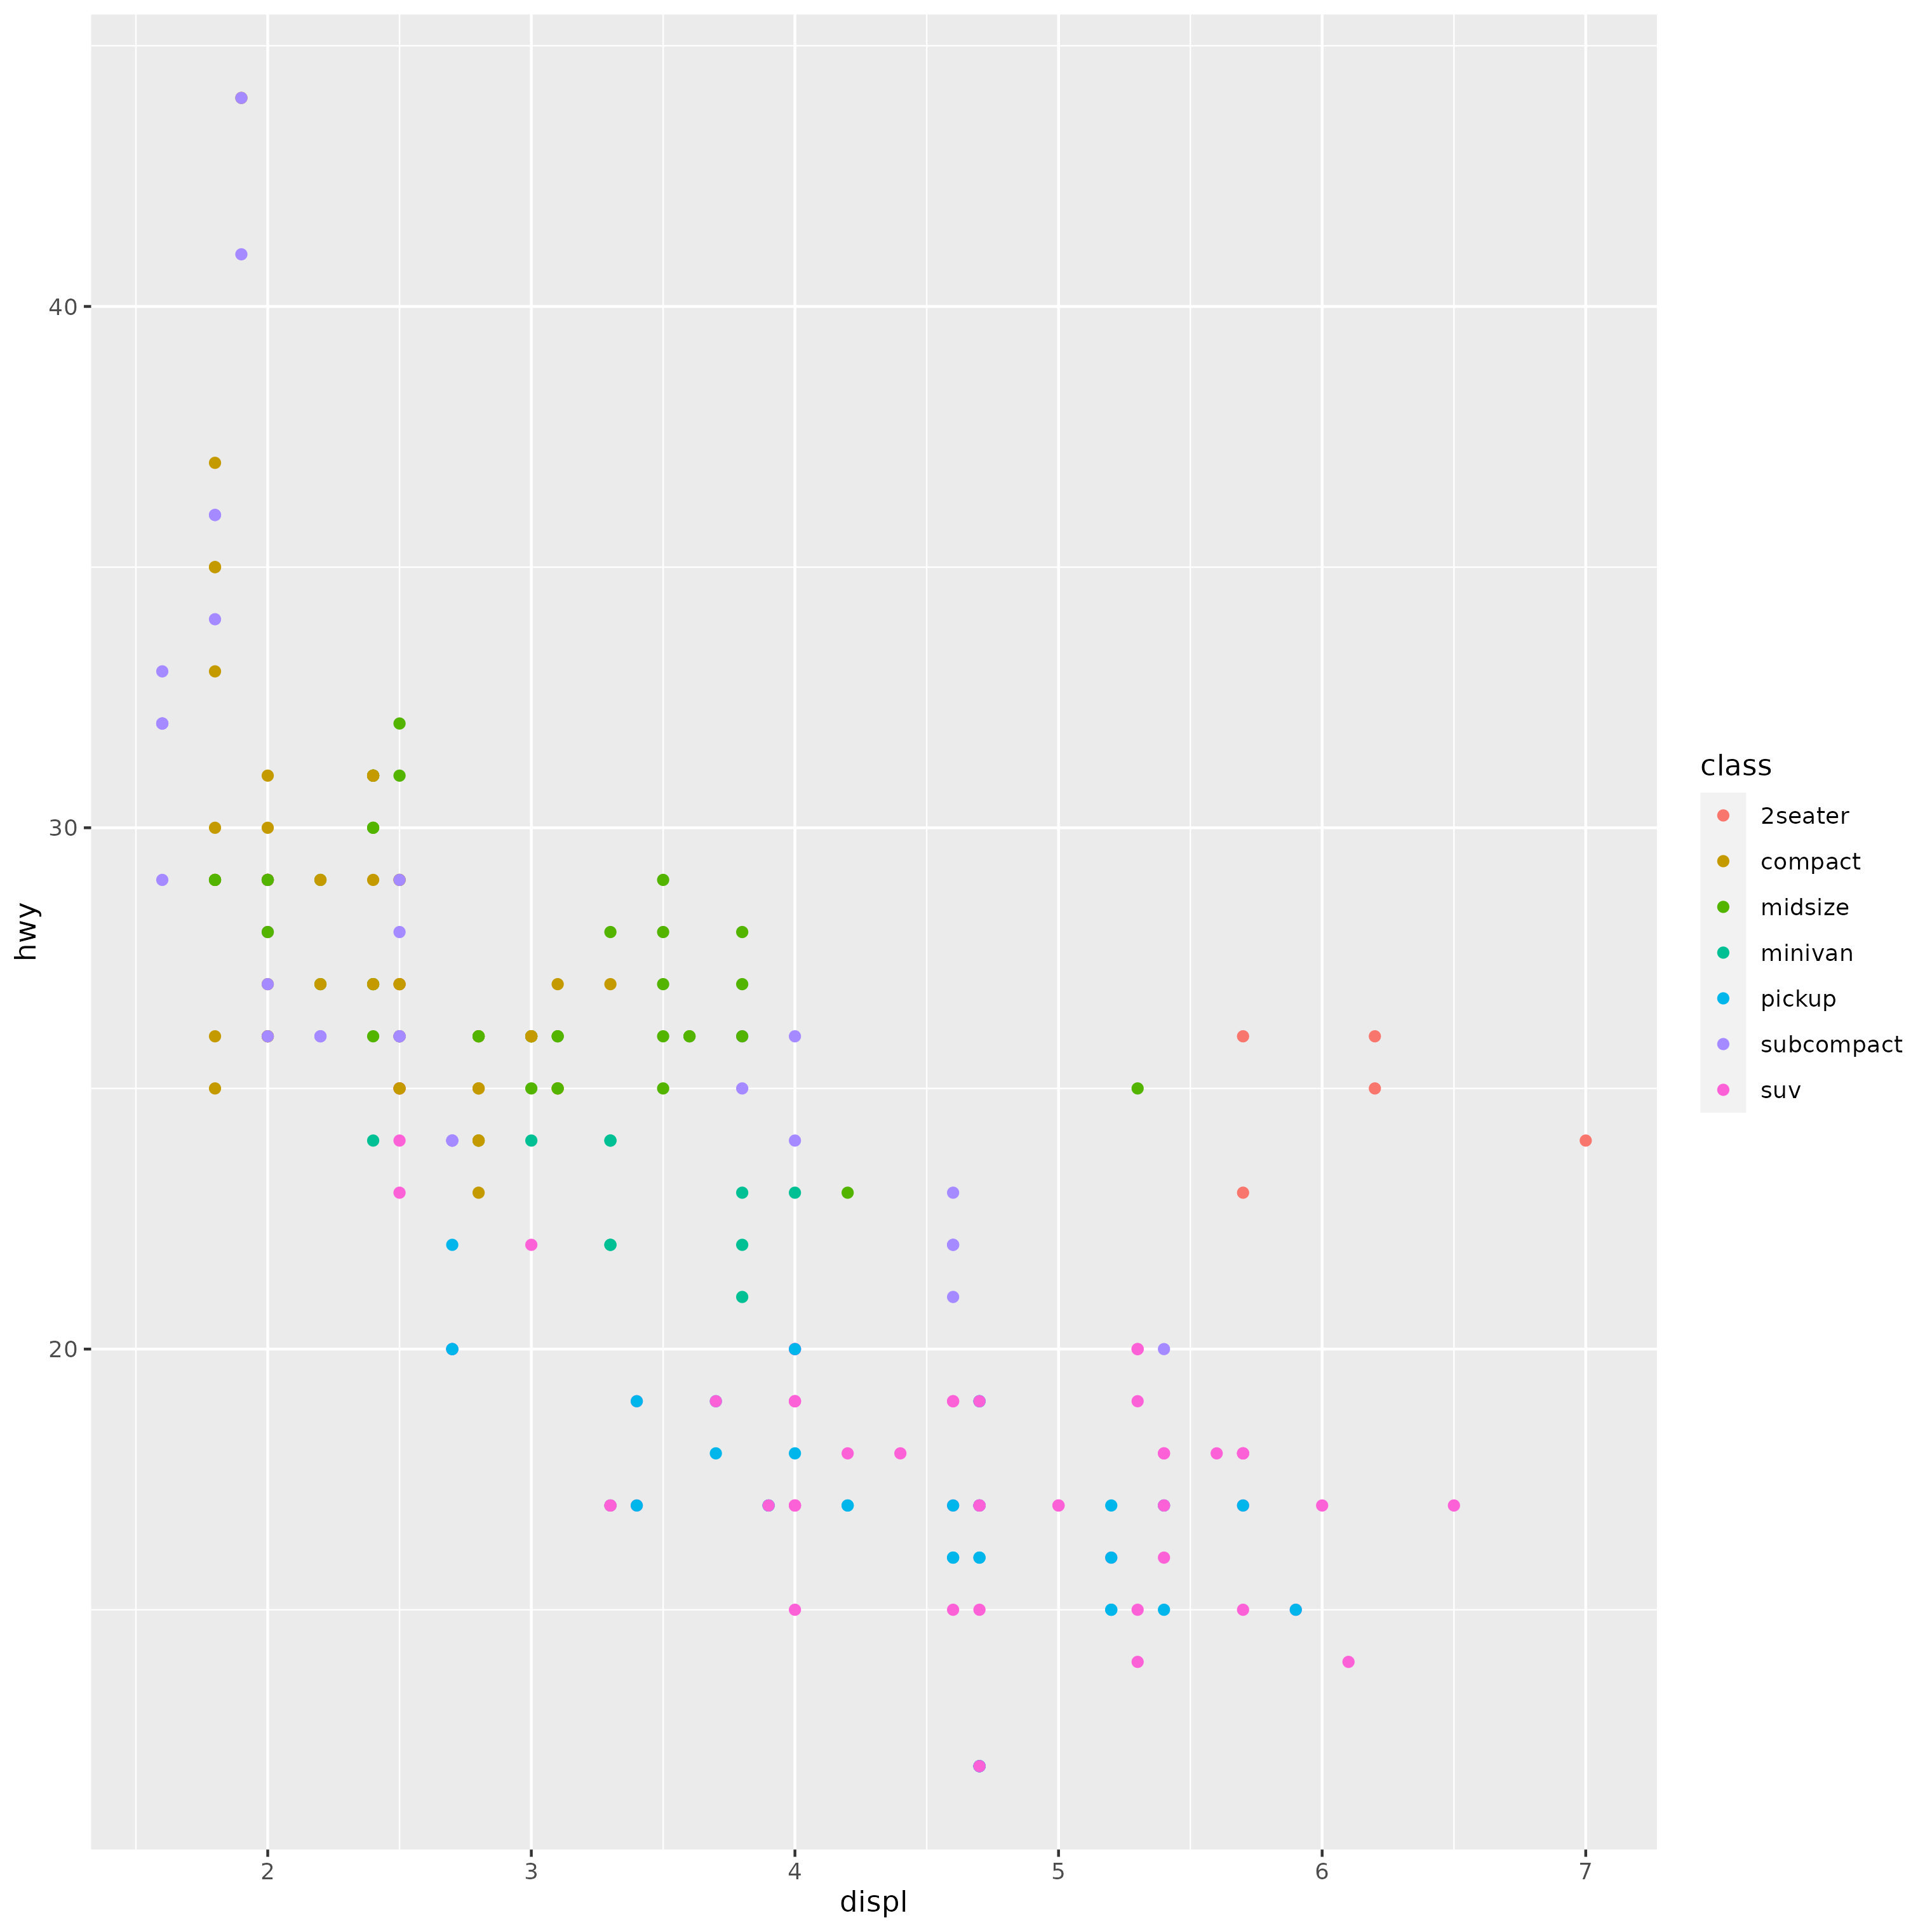 hwy
40
30
20
2
3
4
5
6
7
displ
class
2seater
compact
midsize
minivan
pickup
subcompact
suv